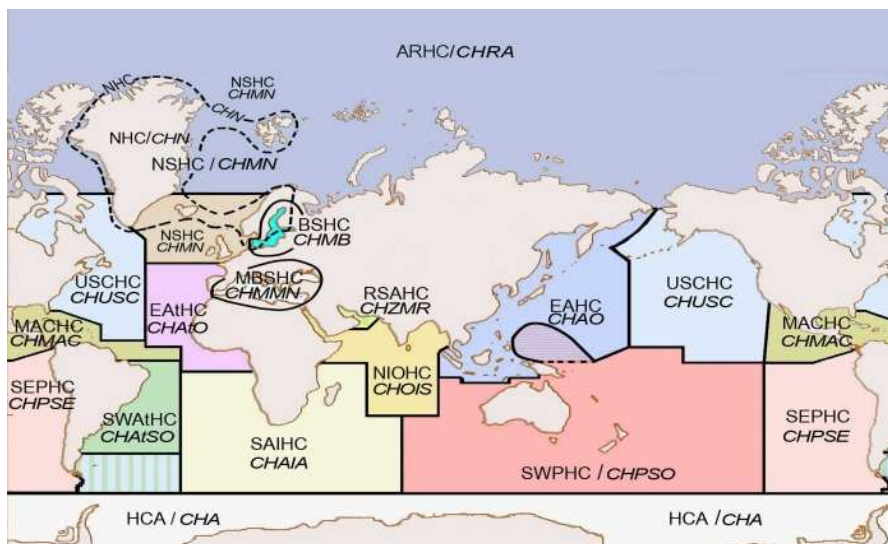 ARHC/CHRA
NHC
NSHC
CHMN
CHN
NHC/CHN
NSHC / CHMN
NSHC
CHMN
BSHC
CHMB
USCHC
CHUSC
EAtHC
CHAtO
MBSHC
CHMMN
RSAHC
CHZMR
EAHC
CHAO
USCHC
CHUSC
MACHC
CHMAC
MACHC
CHMAC
SEPHC
CHPSE
NIOHC
CHOIS
SWAtHC
CHAtSO
SAIHC
CHAIA
SWPHC / CHPSO
SEPHC
CHPSE
HCA / CHA
HCA / CHA